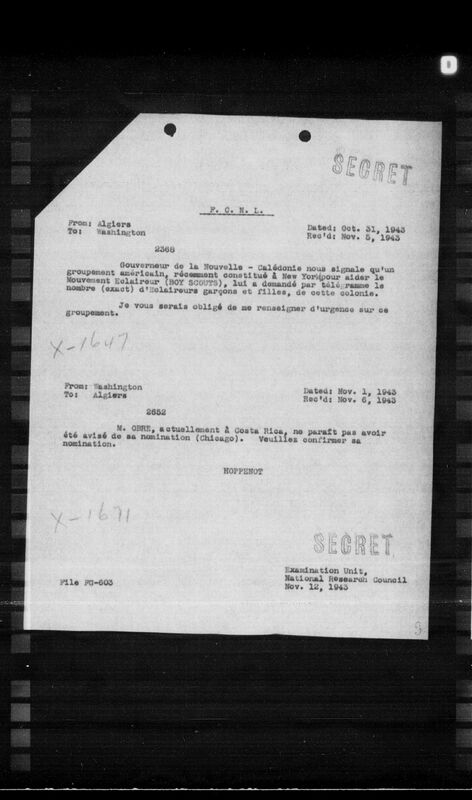 SECRET
F. C. N. L.
From: Algiers
To: Washington
Dated: Oct. 31, 1943
Rec'd: Nov. 5, 1943
2368
Gouverneur de la Nouvelle - Calédonie nous signale qu'un
groupement américain, récemment constitué à New York pour aider le
Mouvement Eclaireur (BOY SCOUTS), lui a demandé par télégramme le
nombre (exact) d'Eclaireurs garçons et filles, de cette colonie.
Je vous serais obligé de me renseigner d'urgence sur ce
groupement.
X-1647
From: Washington
To: Algiers
Dated: Nov. 1, 1943
Rec'd: Nov. 6, 1943
2652
M. OBRE, actuellement à Costa Rica, ne paraît pas avoir
été avisé de sa nomination (Chicago). Veuillez confirmer sa
nomination.
HOPPENOT
X-1671
SECRET
File FG-603
Examination Unit,
National Research Council
Nov. 12, 1943